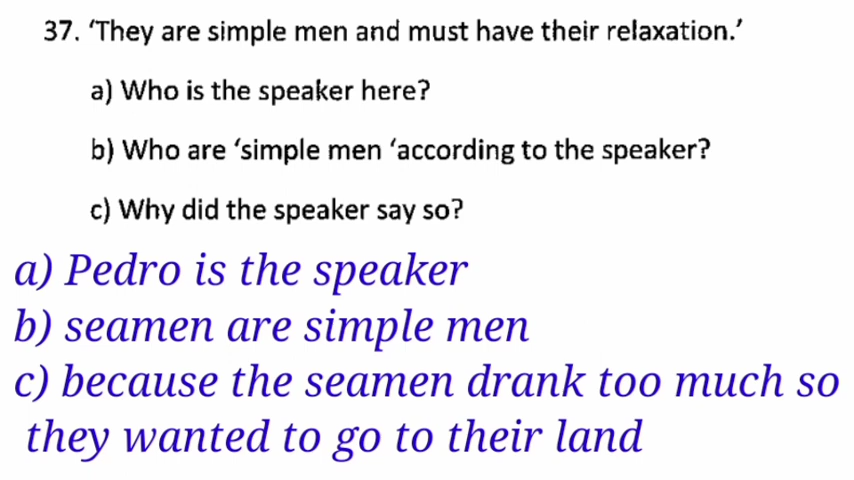 37. ‘They are simple men and must have their relaxation.’
a) Who is the speaker here?
b) Who are ‘simple men ‘according to the speaker?
c) Why did the speaker say so?
a) Pedro is the speaker
b) seamen are simple men
c) because the seamen drank too much so
they wanted to go to their land